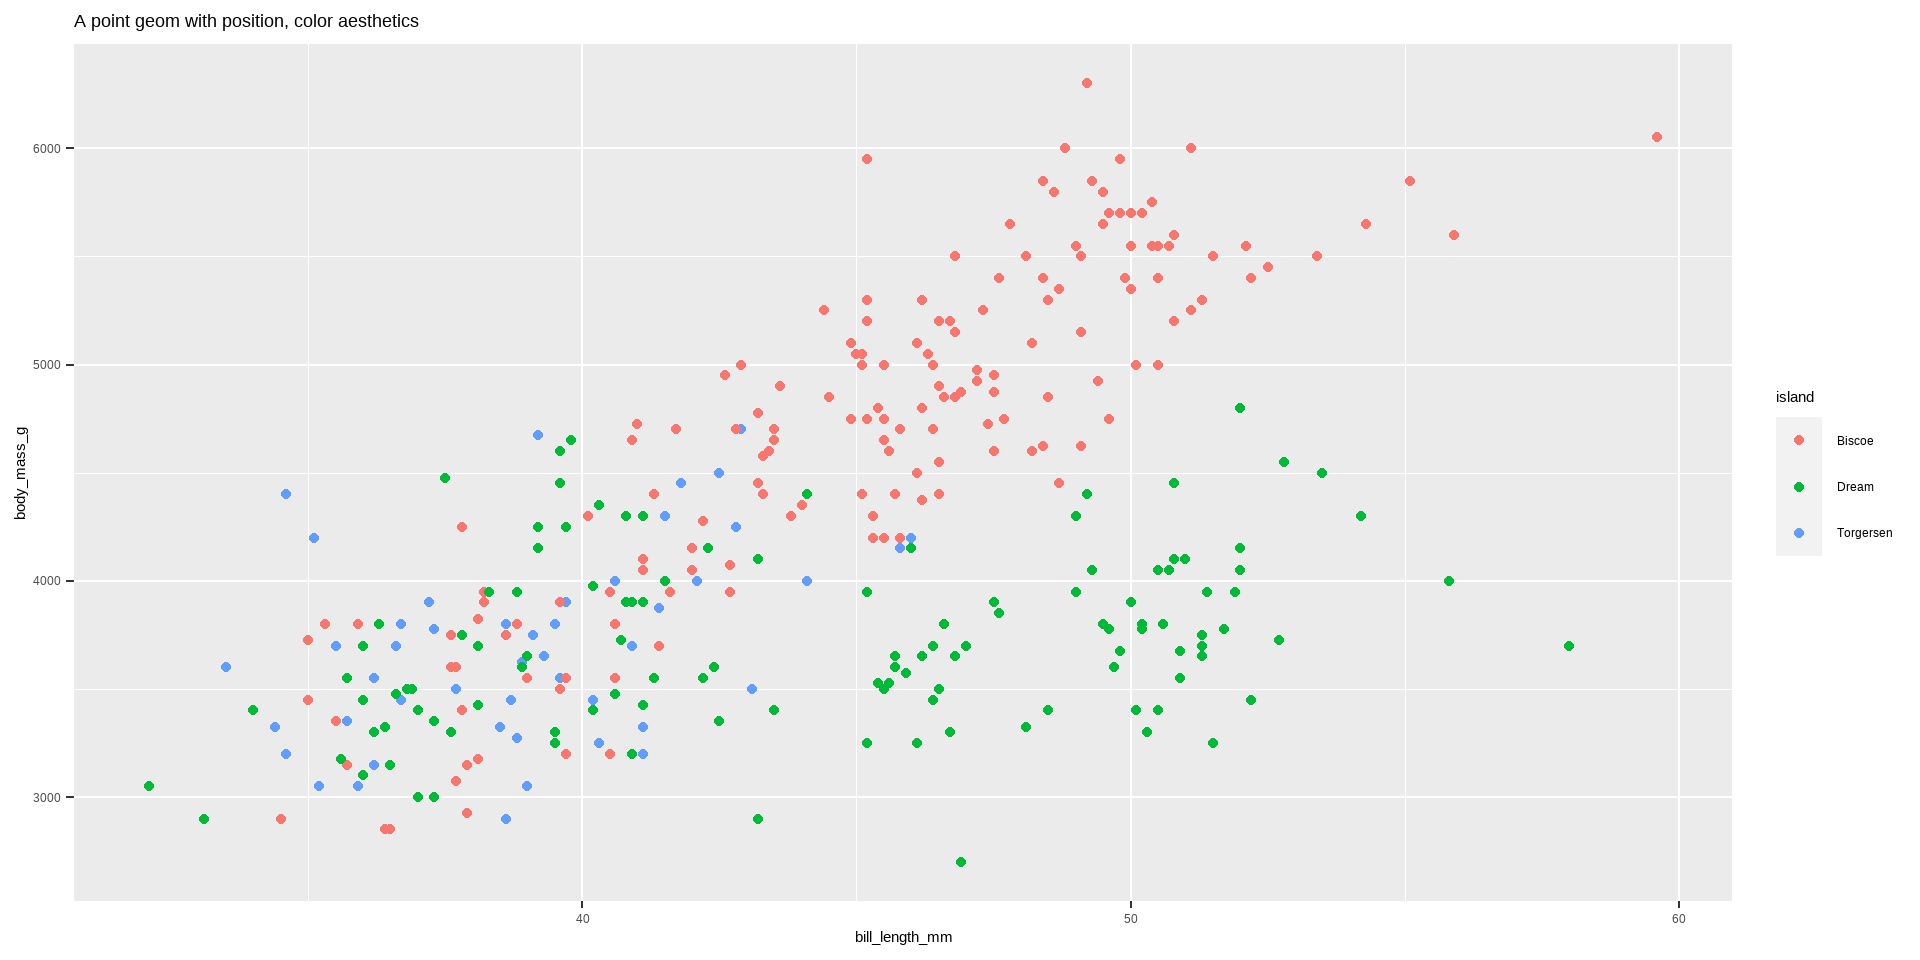 A point geom with position, color aesthetics
6000
5000
4000
3000
body_mass_g
40
50
60
bill_length_mm
island
Biscoe
Dream
Torgersen